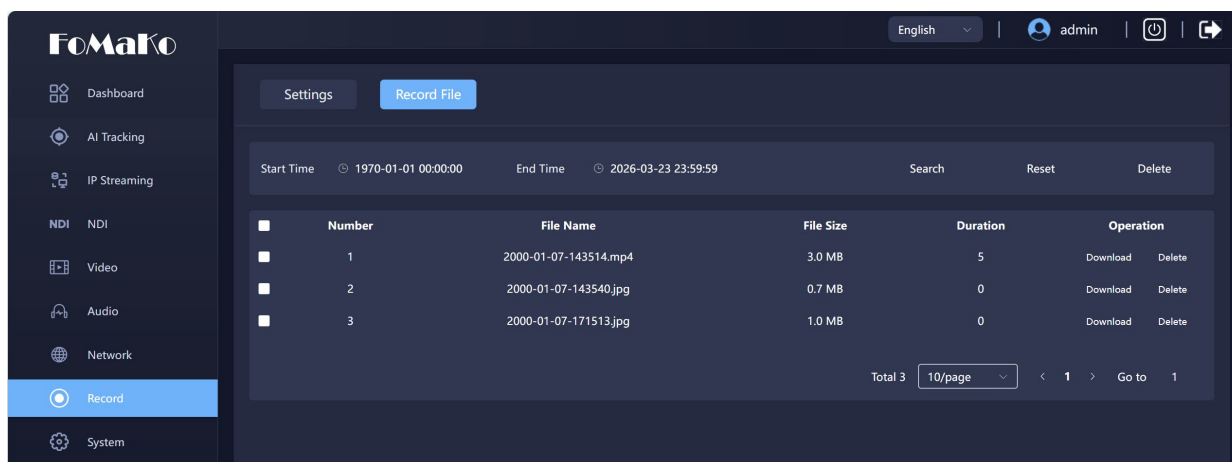 FoMaKo
English admin
Dashboard
AI Tracking
IP Streaming
NDI NDI
Video
Audio
Network
Record
System
Settings Record File
Start Time 1970-01-01 00:00:00 End Time 2026-03-23 23:59:59 Search Reset Delete
Number File Name File Size Duration Operation
1 2000-01-07-143514.mp4 3.0 MB 5 Download Delete
2 2000-01-07-143540.jpg 0.7 MB 0 Download Delete
3 2000-01-07-171513.jpg 1.0 MB 0 Download Delete
Total 3 10/page < 1 > Go to 1